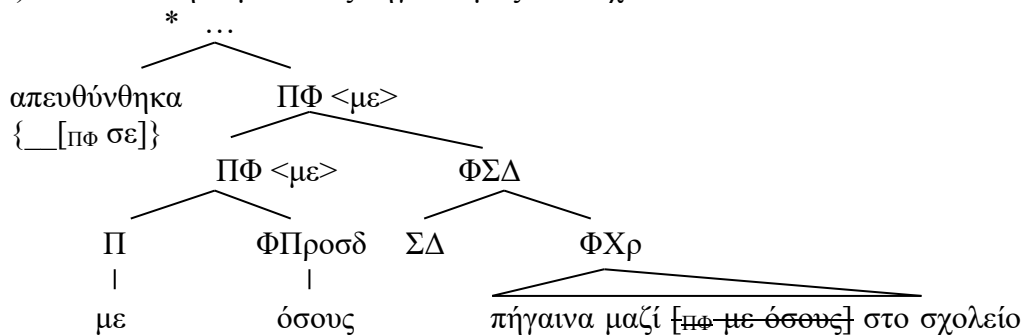 * …
απευθύνθηκα ΠΦ <με>
{__[ΠΦ σε]}
ΠΦ <με> ΦΣΔ
Π ΦΠροσδ ΣΔ ΦΧρ
με όσους πήγαινα μαζί [ΠΦ με όσους] στο σχολείο